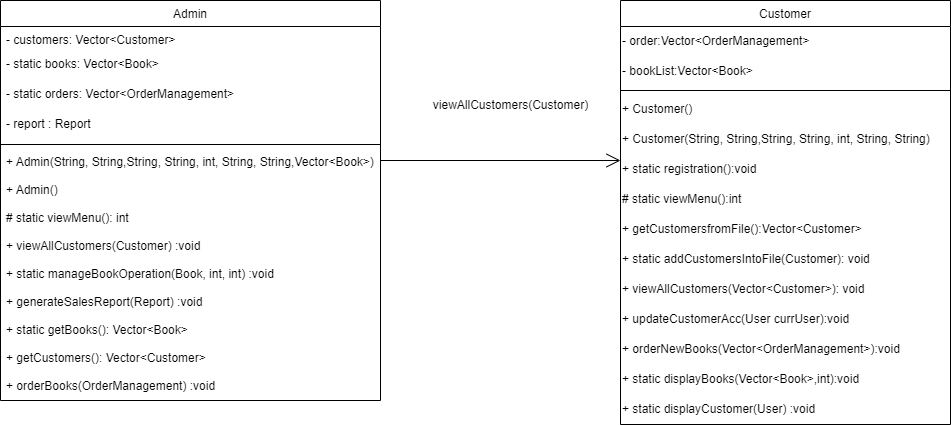 Admin
- customers: Vector<Customer>
- static books: Vector<Book>
- static orders: Vector<OrderManagement>
- report : Report
+ Admin(String, String,String, String, int, String, String,Vector<Book>)
+ Admin()
# static viewMenu(): int
+ viewAllCustomers(Customer) :void
+ static manageBookOperation(Book, int, int) :void
+ generateSalesReport(Report) :void
+ static getBooks(): Vector<Book>
+ getCustomers(): Vector<Customer>
+ orderBooks(OrderManagement) :void
viewAllCustomers(Customer)
Customer
- order:Vector<OrderManagement>
- bookList:Vector<Book>
+ Customer()
+ Customer(String, String,String, String, int, String, String)
+ static registration():void
# static viewMenu():int
+ getCustomersfromFile():Vector<Customer>
+ static addCustomersIntoFile(Customer): void
+ viewAllCustomers(Vector<Customer>): void
+ updateCustomerAcc(User currUser):void
+ orderNewBooks(Vector<OrderManagement>):void
+ static displayBooks(Vector<Book>,int):void
+ static displayCustomer(User) :void